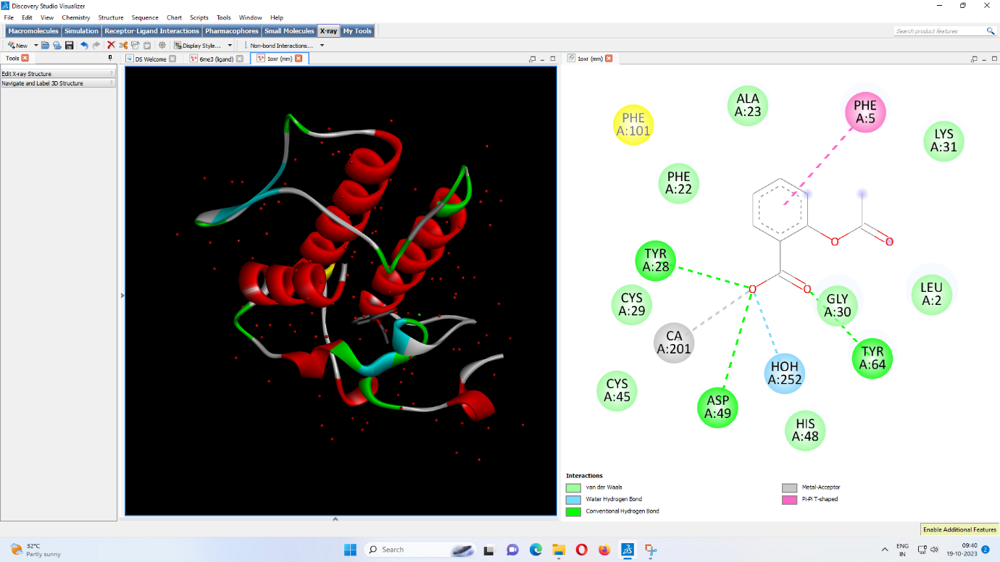 Discovery Studio Visualizer
File Edit View Chemistry Structure Sequence Chart Scripts Tools Window Help
Macromolecules Simulation Receptor-Ligand Interactions Pharmacophores Small Molecules X-ray My Tools
Search product features
New Display Style... Non-bond Interactions...
Tools
DS Welcome 6me3 (ligand) 1oxr (mm) 1oxr (mm)
Edit X-ray Structure ?
Navigate and Label 3D Structure ?
ALA
A:23
PHE
A:5
PHE
A:101
LYS
A:31
PHE
A:22
O
O
TYR
A:28
O
O
LEU
A:2
CYS
A:29
GLY
A:30
CA
A:201
TYR
A:64
HOH
A:252
CYS
A:45
ASP
A:49
HIS
A:48
Interactions
van der Waals
Water Hydrogen Bond
Conventional Hydrogen Bond
Metal-Acceptor
Pi-Pi T-shaped
Enable Additional Features
32°C
Partly sunny
Search
ENG
IN
09:40
19-10-2023
2